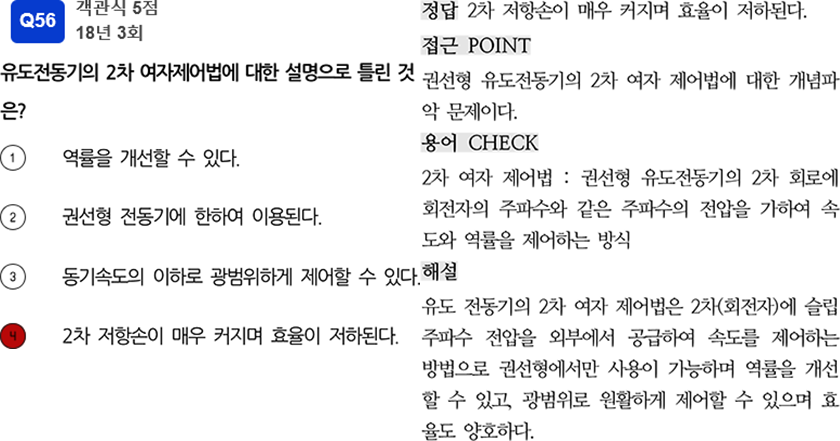 Q56
객관식 5점
18년 3회
유도전동기의 2차 여자제어법에 대한 설명으로 틀린 것
은?
1 역률을 개선할 수 있다.
2 권선형 전동기에 한하여 이용된다.
3 동기속도의 이하로 광범위하게 제어할 수 있다.
4 2차 저항손이 매우 커지며 효율이 저하된다.
정답 2차 저항손이 매우 커지며 효율이 저하된다.
접근 POINT
권선형 유도전동기의 2차 여자 제어법에 대한 개념파
악 문제이다.
용어 CHECK
2차 여자 제어법 : 권선형 유도전동기의 2차 회로에
회전자의 주파수와 같은 주파수의 전압을 가하여 속
도와 역률을 제어하는 방식
해설
유도 전동기의 2차 여자 제어법은 2차(회전자)에 슬립
주파수 전압을 외부에서 공급하여 속도를 제어하는
방법으로 권선형에서만 사용이 가능하며 역률을 개선
할 수 있고, 광범위로 원활하게 제어할 수 있으며 효
율도 양호하다.